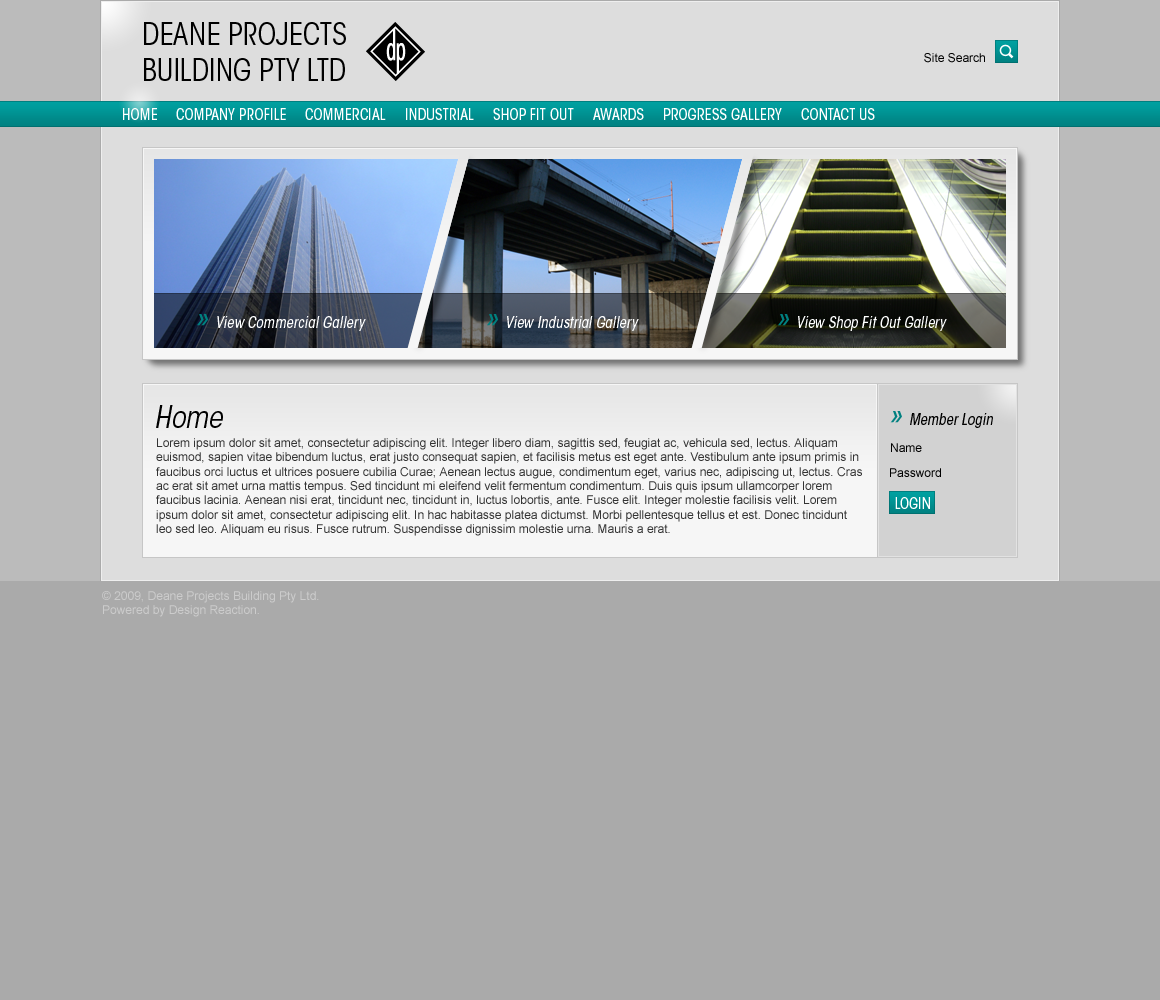 DEANE PROJECTS
BUILDING PTY LTD
dp
Site Search
HOME COMPANY PROFILE COMMERCIAL INDUSTRIAL SHOP FIT OUT AWARDS PROGRESS GALLERY CONTACT US
» View Commercial Gallery
» View Industrial Gallery
» View Shop Fit Out Gallery
Home
Lorem ipsum dolor sit amet, consectetur adipiscing elit. Integer libero diam, sagittis sed, feugiat ac, vehicula sed, lectus. Aliquam
euismod, sapien vitae bibendum luctus, erat justo consequat sapien, et facilisis metus est eget ante. Vestibulum ante ipsum primis in
faucibus orci luctus et ultrices posuere cubilia Curae; Aenean lectus augue, condimentum eget, varius nec, adipiscing ut, lectus. Cras
ac erat sit amet urna mattis tempus. Sed tincidunt mi eleifend velit fermentum condimentum. Duis quis ipsum ullamcorper lorem
faucibus lacinia. Aenean nisi erat, tincidunt nec, tincidunt in, luctus lobortis, ante. Fusce elit. Integer molestie facilisis velit. Lorem
ipsum dolor sit amet, consectetur adipiscing elit. In hac habitasse platea dictumst. Morbi pellentesque tellus et est. Donec tincidunt
leo sed leo. Aliquam eu risus. Fusce rutrum. Suspendisse dignissim molestie urna. Mauris a erat.
» Member Login
Name
Password
LOGIN
© 2009, Deane Projects Building Pty Ltd.
Powered by Design Reaction.